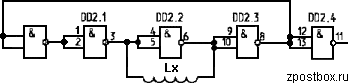 DD2.1 DD2.2 DD2.3 DD2.4
& & & & &
1 2 3 4 5 6 9 10 8 12 13 11
Lx
zpostbox.ru